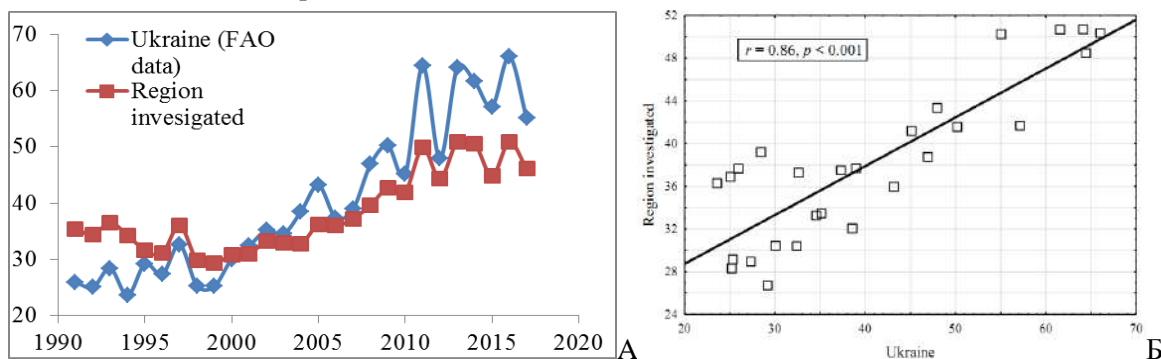 70
60
50
40
30
20
1990 1995 2000 2005 2010 2015 2020
Ukraine (FAO
data)
Region
invesigated
А
52
48
44
40
36
32
28
24
20 30 40 50 60 70
Region investigated
Ukraine
r = 0.86, p < 0.001
Б